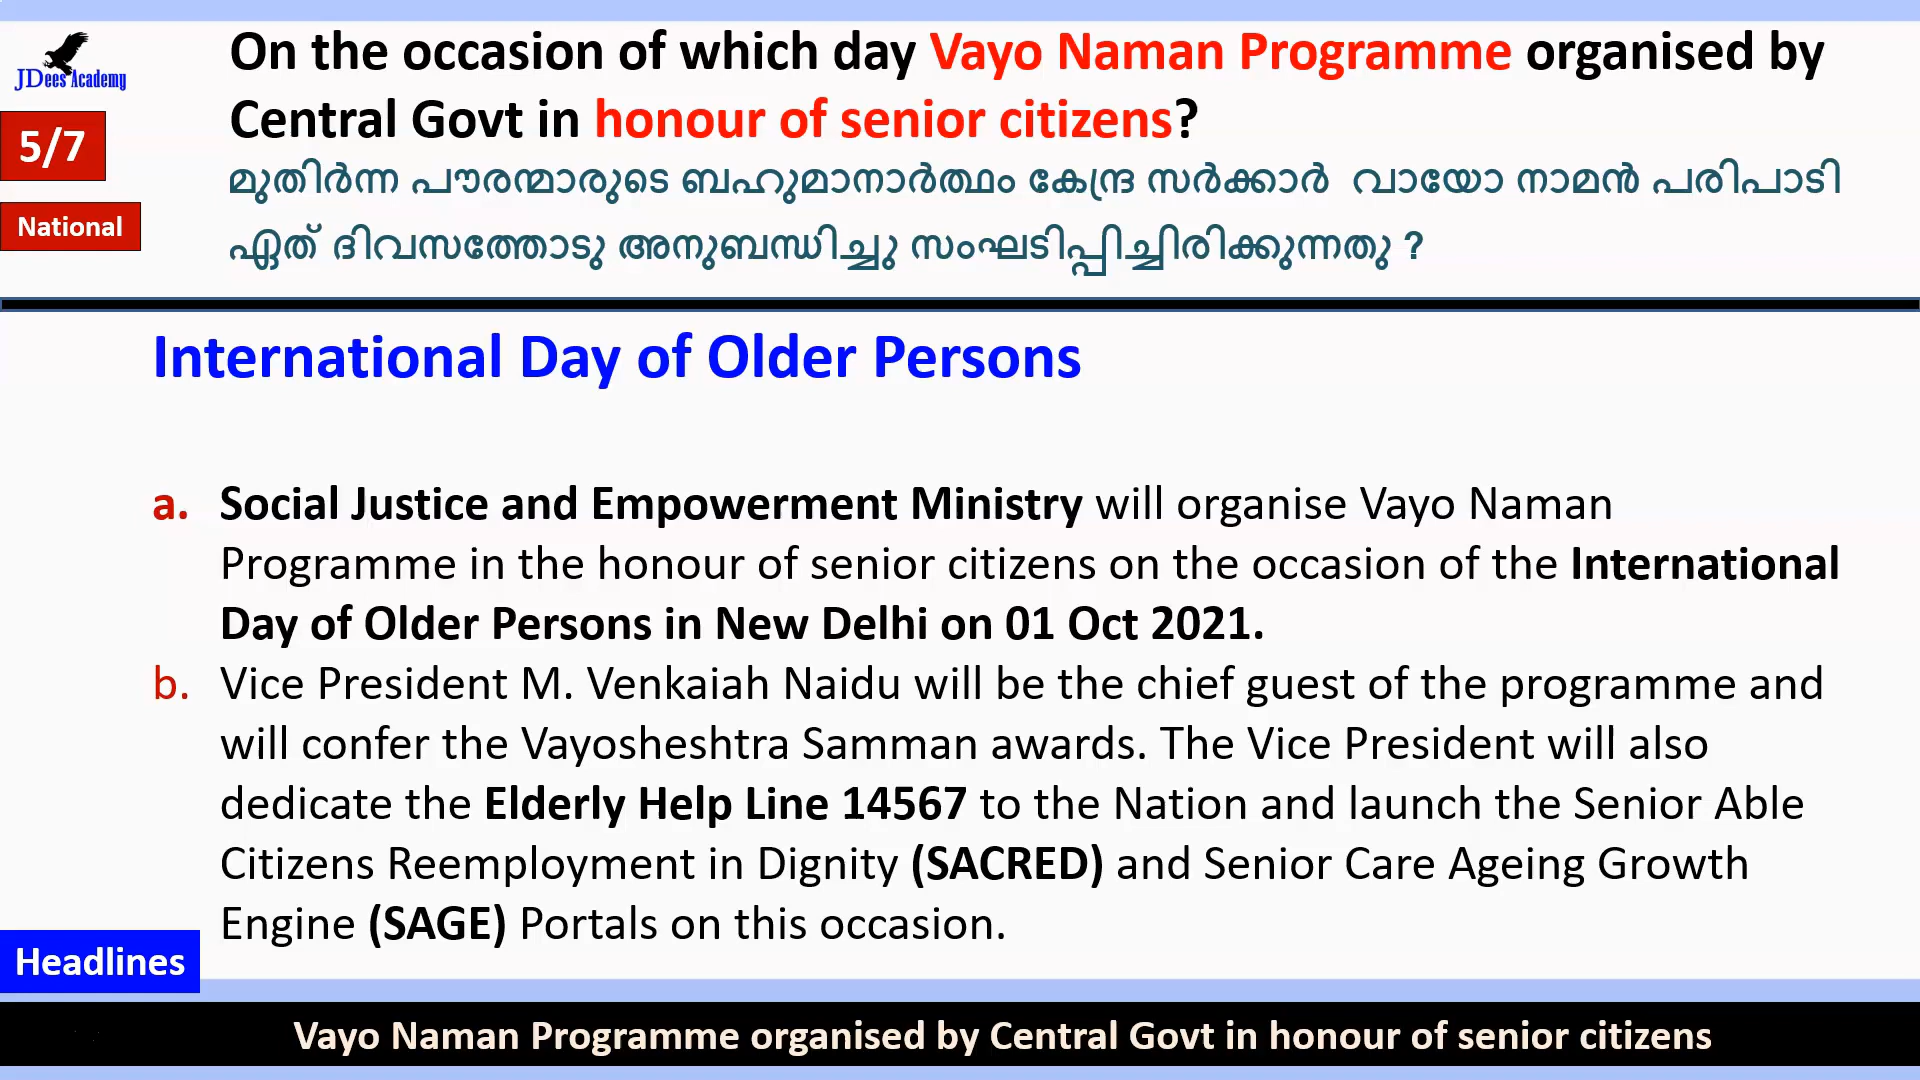 On the occasion of which day Vayo Naman Programme organised by
Central Govt in honour of senior citizens?
JDees Academy
5/7
National
മുതിർന്ന പൗരന്മാരുടെ ബഹുമാനാർത്ഥം കേന്ദ്ര സർക്കാർ വായോ നാമൻ പരിപാടി
ഏത് ദിവസത്തോടു അനുബന്ധിച്ചു സംഘടിപ്പിച്ചിരിക്കുന്നതു ?
International Day of Older Persons
a. Social Justice and Empowerment Ministry will organise Vayo Naman
Programme in the honour of senior citizens on the occasion of the International
Day of Older Persons in New Delhi on 01 Oct 2021.
b. Vice President M. Venkaiah Naidu will be the chief guest of the programme and
will confer the Vayosheshtra Samman awards. The Vice President will also
dedicate the Elderly Help Line 14567 to the Nation and launch the Senior Able
Citizens Reemployment in Dignity (SACRED) and Senior Care Ageing Growth
Engine (SAGE) Portals on this occasion.
Headlines
Vayo Naman Programme organised by Central Govt in honour of senior citizens